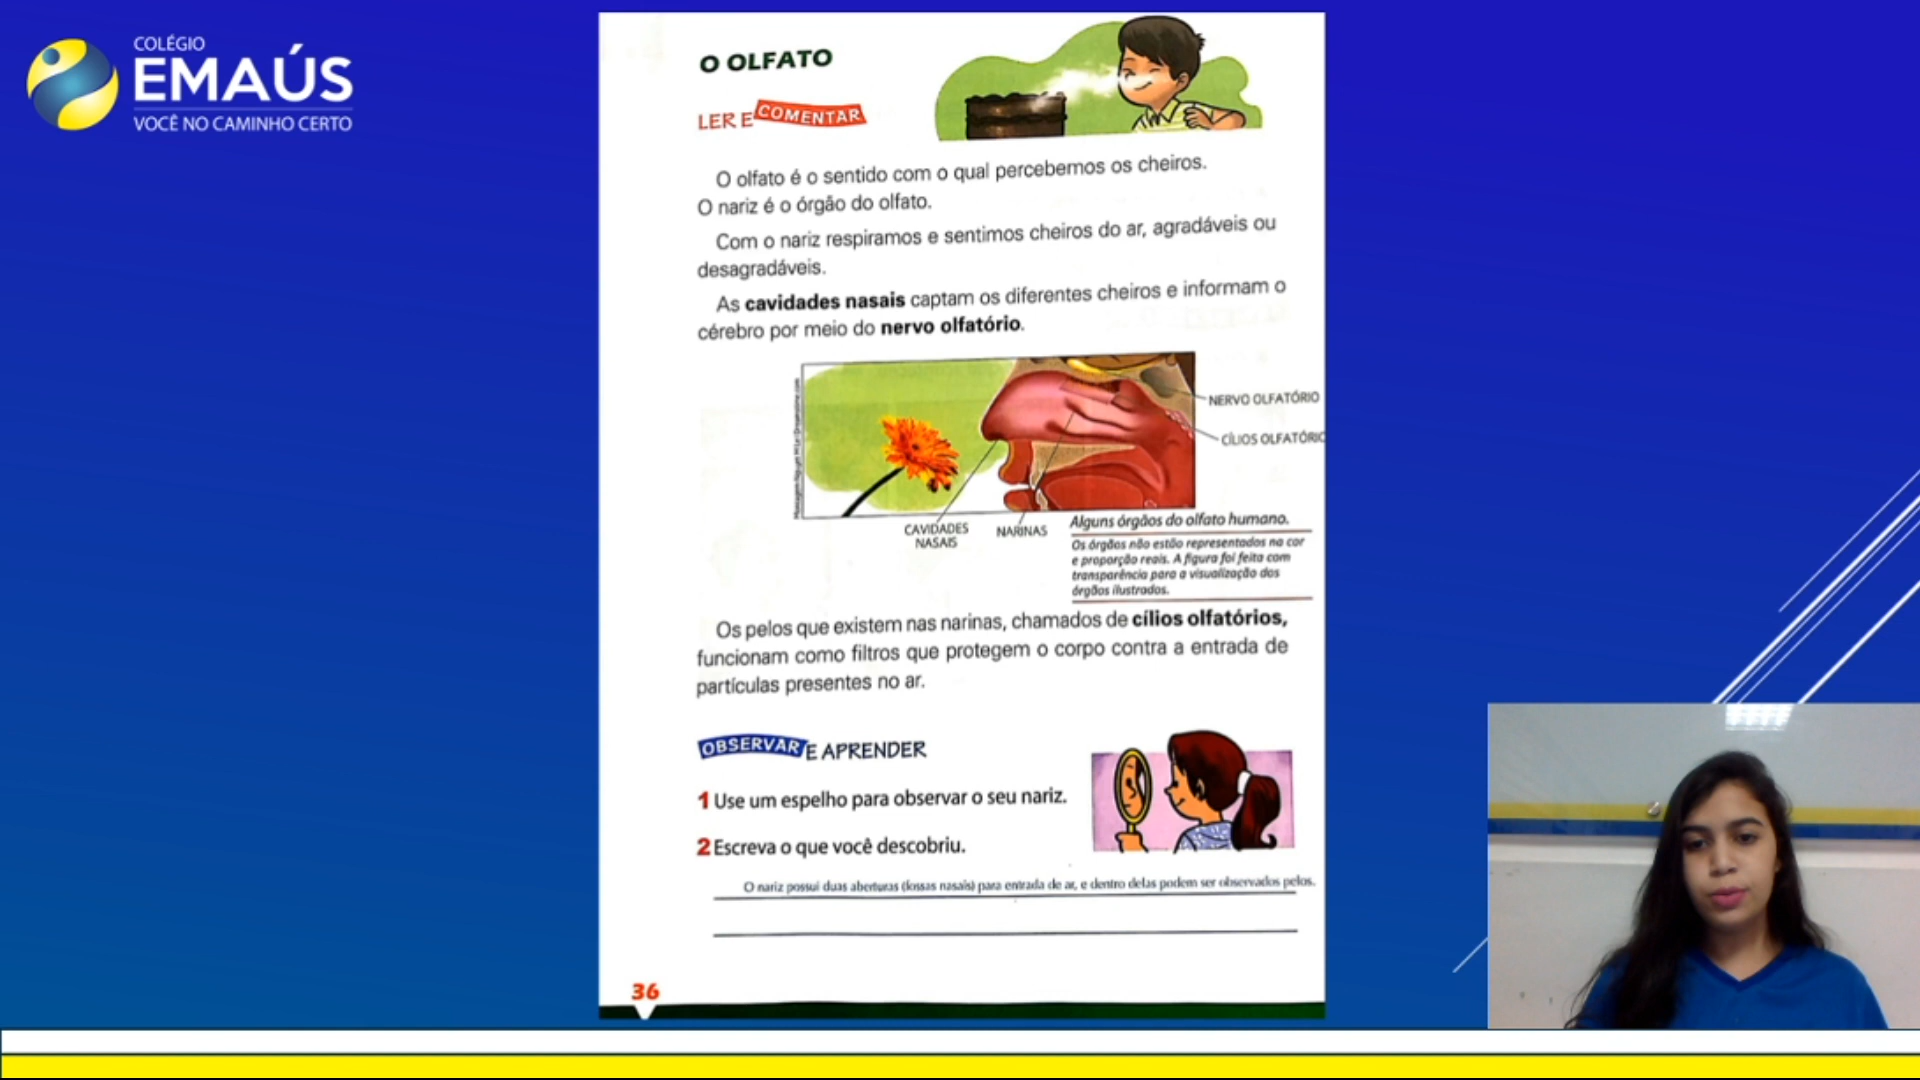 COLÉGIO
EMAÚS
VOCÊ NO CAMINHO CERTO
O OLFATO
LER E COMENTAR
O olfato é o sentido com o qual percebemos os cheiros.
O nariz é o órgão do olfato.
Com o nariz respiramos e sentimos cheiros do ar, agradáveis ou
desagradáveis.
As cavidades nasais captam os diferentes cheiros e informam o
cérebro por meio do nervo olfatório.
NERVO OLFATÓRIO
CÍLIOS OLFATÓRIO
CAVIDADES
NASAIS
NARINAS
Alguns órgãos do olfato humano.
Os órgãos não estão representados na cor
e proporção reais. A figura foi feita com
transparência para a visualização dos
órgãos ilustrados.
Os pelos que existem nas narinas, chamados de cílios olfatórios,
funcionam como filtros que protegem o corpo contra a entrada de
partículas presentes no ar.
OBSERVAR E APRENDER
1 Use um espelho para observar o seu nariz.
2 Escreva o que você descobriu.
O nariz possui duas aberturas (fossas nasais) para entrada de ar, e dentro delas podem ser observados pelos.
36